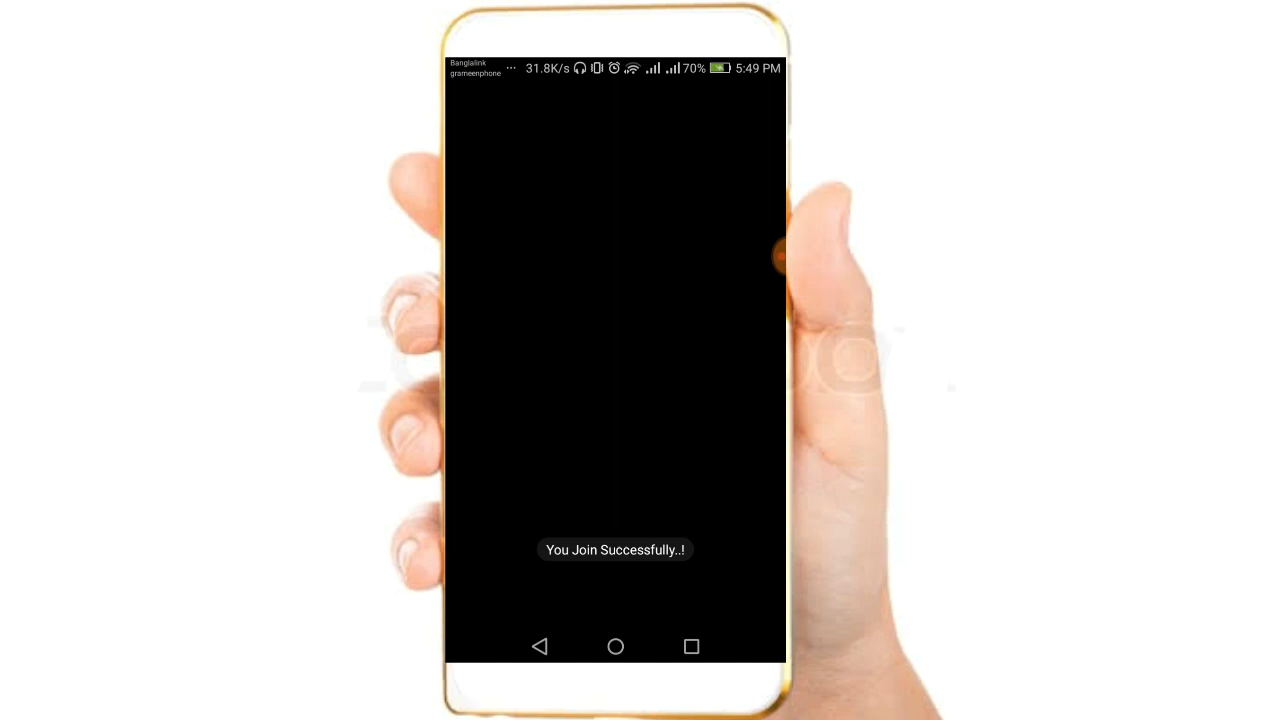 Banglalink
grameenphone ... 31.8K/s 70% 5:49 PM
You Join Successfully..!